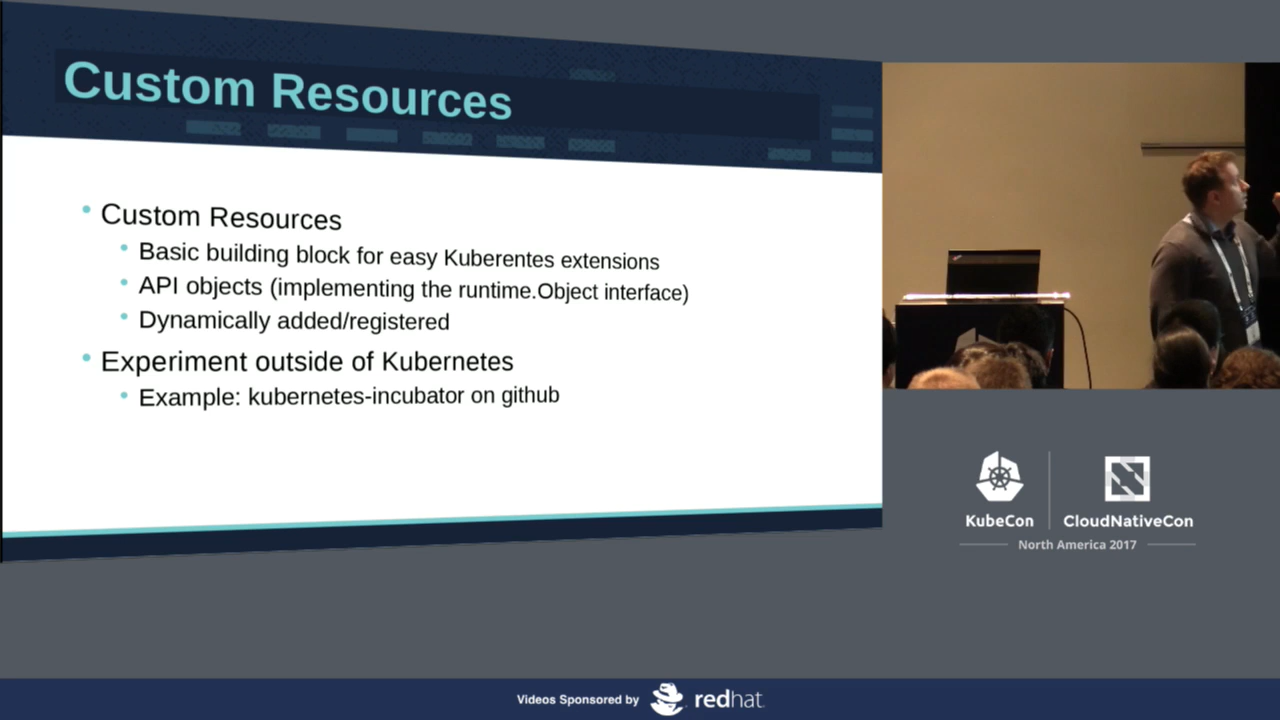 Custom Resources
Custom Resources
Basic building block for easy Kuberentes extensions
API objects (implementing the runtime.Object interface)
Dynamically added/registered
Experiment outside of Kubernetes
Example: kubernetes-incubator on github
KubeCon
CloudNativeCon
North America 2017
Videos Sponsored by
redhat